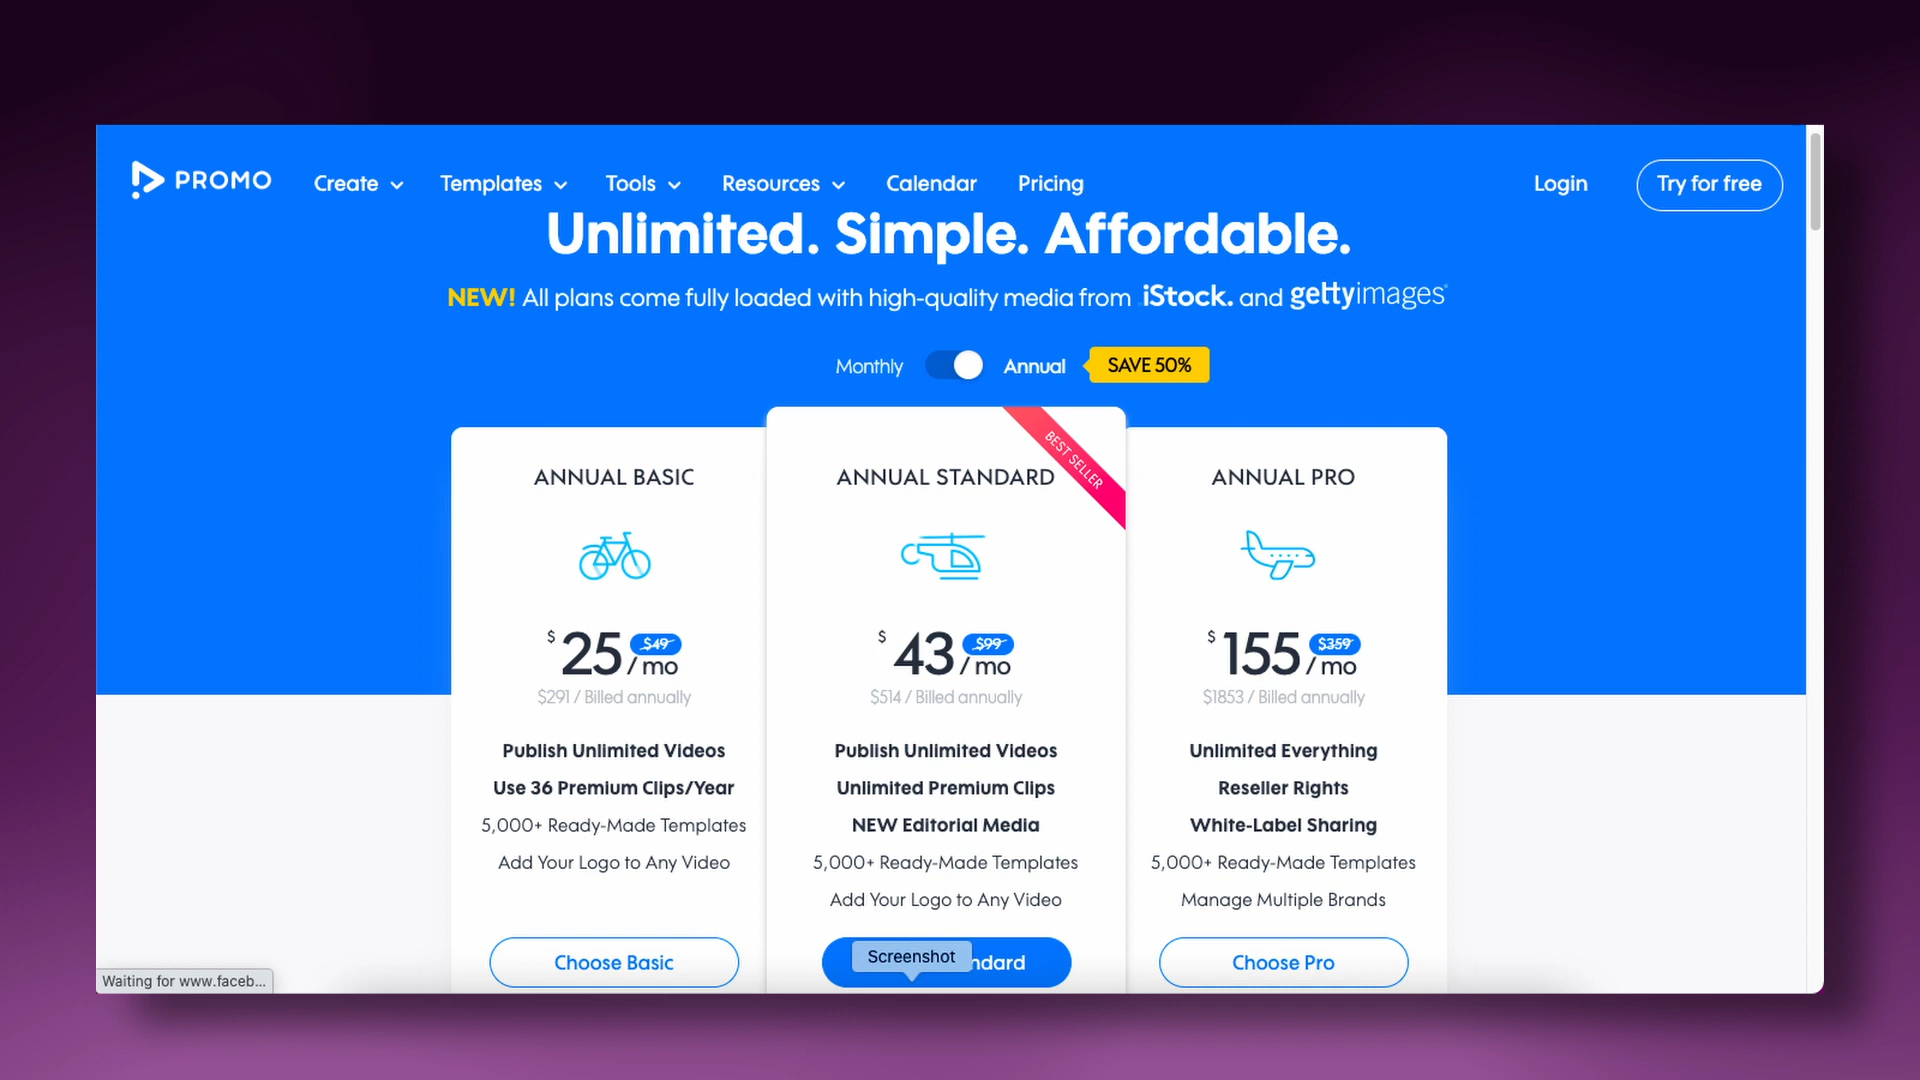 PROMO
Create
Templates
Tools
Resources
Calendar
Pricing
Login
Try for free
Unlimited. Simple. Affordable.
NEW! All plans come fully loaded with high-quality media from iStock. and gettyimages®
Monthly
Annual
SAVE 50%
ANNUAL BASIC
$ 25 $49 / mo
$291 / Billed annually
Publish Unlimited Videos
Use 36 Premium Clips/Year
5,000+ Ready-Made Templates
Add Your Logo to Any Video
Choose Basic
BEST SELLER
ANNUAL STANDARD
$ 43 $99 / mo
$514 / Billed annually
Publish Unlimited Videos
Unlimited Premium Clips
NEW Editorial Media
5,000+ Ready-Made Templates
Add Your Logo to Any Video
Screenshot
ndard
ANNUAL PRO
$ 155 $359 / mo
$1853 / Billed annually
Unlimited Everything
Reseller Rights
White-Label Sharing
5,000+ Ready-Made Templates
Manage Multiple Brands
Choose Pro
Waiting for www.faceb...